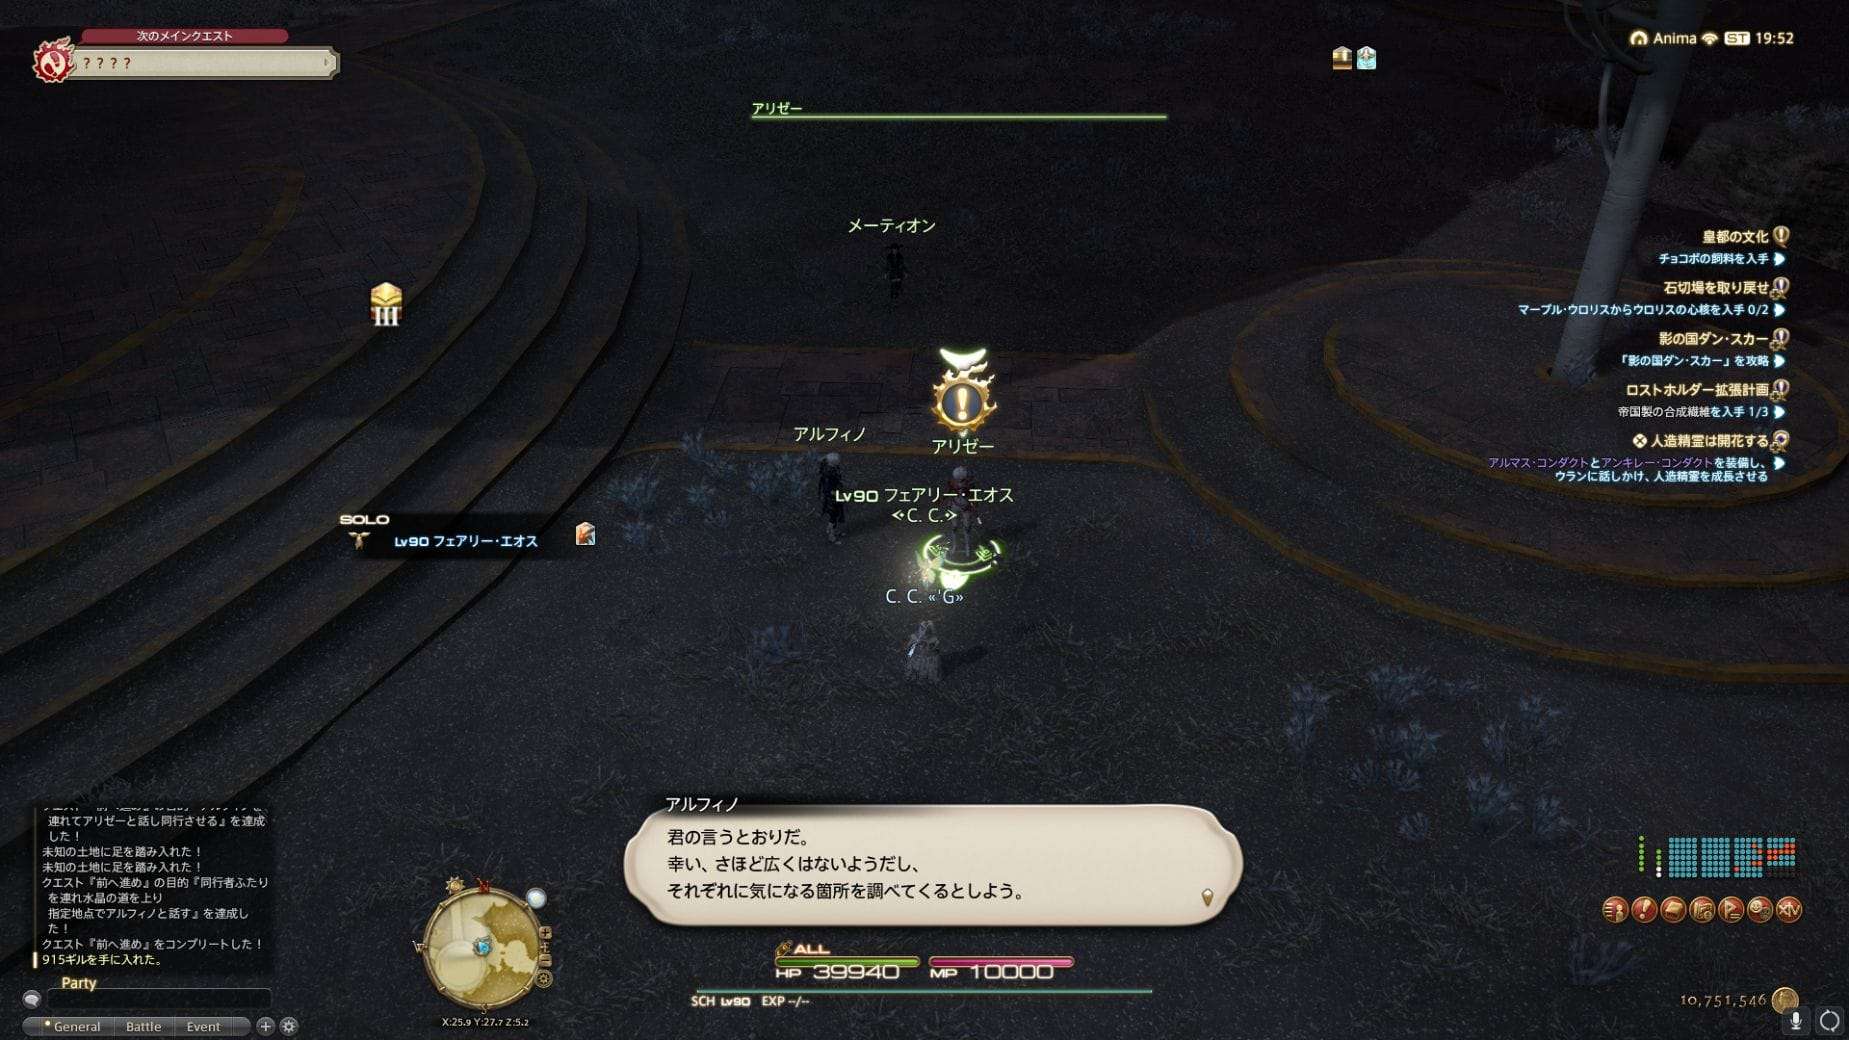 次のメインクエスト
????
Anima ST 19:52
アリゼー
メーティオン
皇都の文化
チョコボの飼料を入手
石切場を取り戻せ
マーブル・ウロリスからウロリスの心核を入手 0/2
影の国ダン・スカー
「影の国ダン・スカー」を攻略
ロストホルダー拡張計画
帝国製の合成繊維を入手 1/3
人造精霊は開花する
アルマス・コンダクトとアンキレー・コンダクトを装備し、
ウランに話しかけ、人造精霊を成長させる
III
アルフィノ
アリゼー
Lv90 フェアリー・エオス
<C. C.>
SOLO
Lv90 フェアリー・エオス
C. C. «'G»
アルフィノ
君の言うとおりだ。
幸い、さほど広くはないようだし、
それぞれに気になる箇所を調べてくるとしよう。
連れてアリゼーと話し同行させる』を達成
した!
未知の土地に足を踏み入れた!
未知の土地に足を踏み入れた!
クエスト『前へ進め』の目的『同行者ふたり
を連れ水晶の道を上り
指定地点でアルフィノと話す』を達成し
た!
クエスト『前へ進め』をコンプリートした!
915ギルを手に入れた。
Party
General Battle Event
N
W
S
X:25.9 Y:27.7 Z:5.2
ALL
HP 39940 MP 10000
SCH Lv90 EXP --/--
XIV
10,751,546